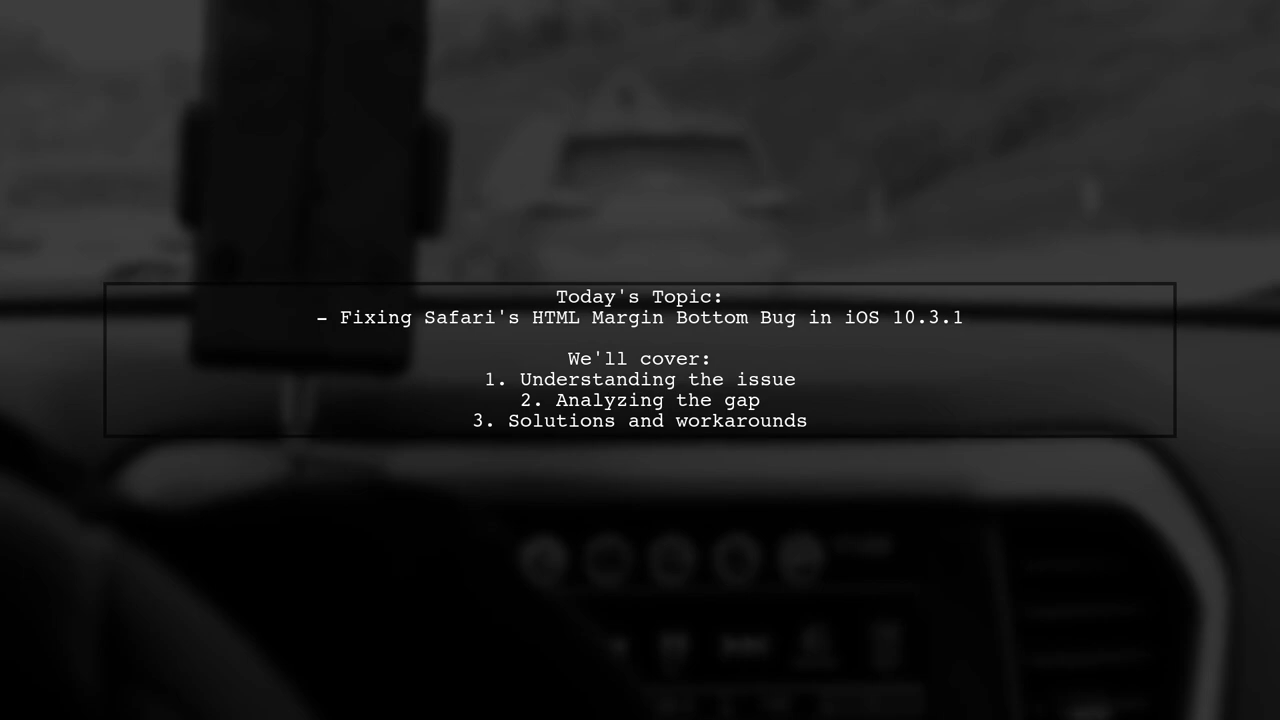 Today's Topic:
- Fixing Safari's HTML Margin Bottom Bug in iOS 10.3.1
We'll cover:
1. Understanding the issue
2. Analyzing the gap
3. Solutions and workarounds